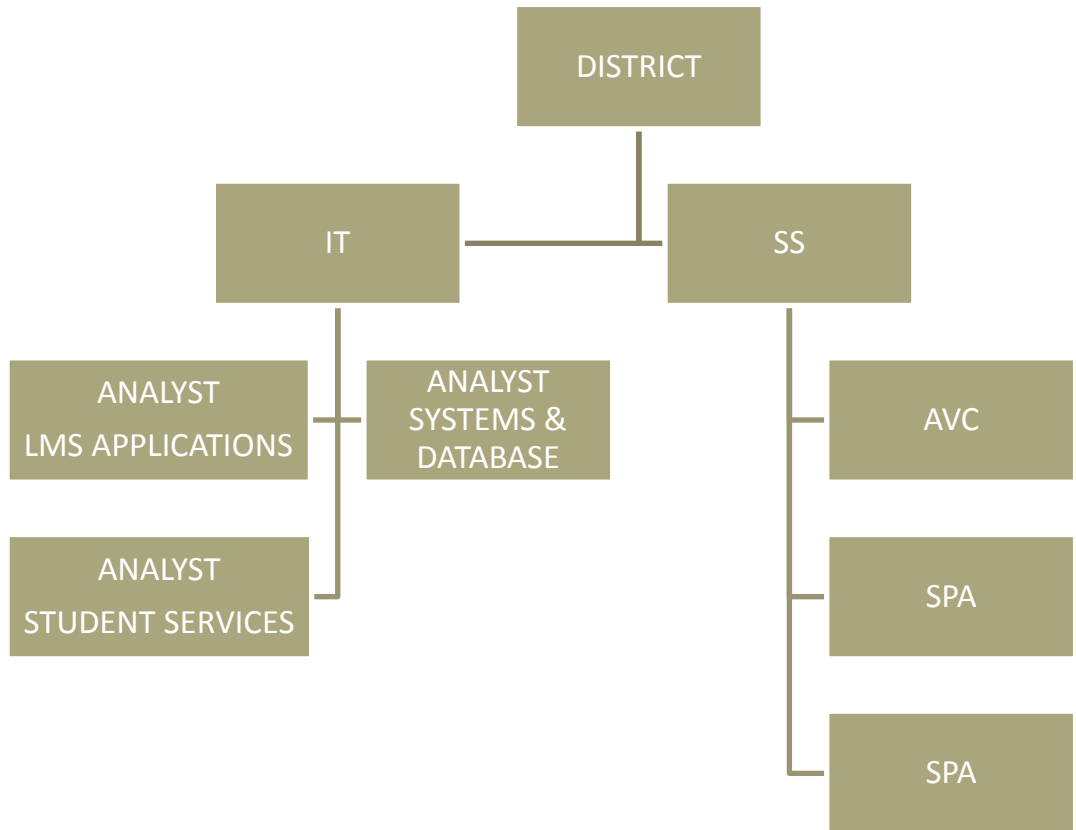 DISTRICT
IT
SS
ANALYST
LMS APPLICATIONS
ANALYST
SYSTEMS &
DATABASE
AVC
ANALYST
STUDENT SERVICES
SPA
SPA